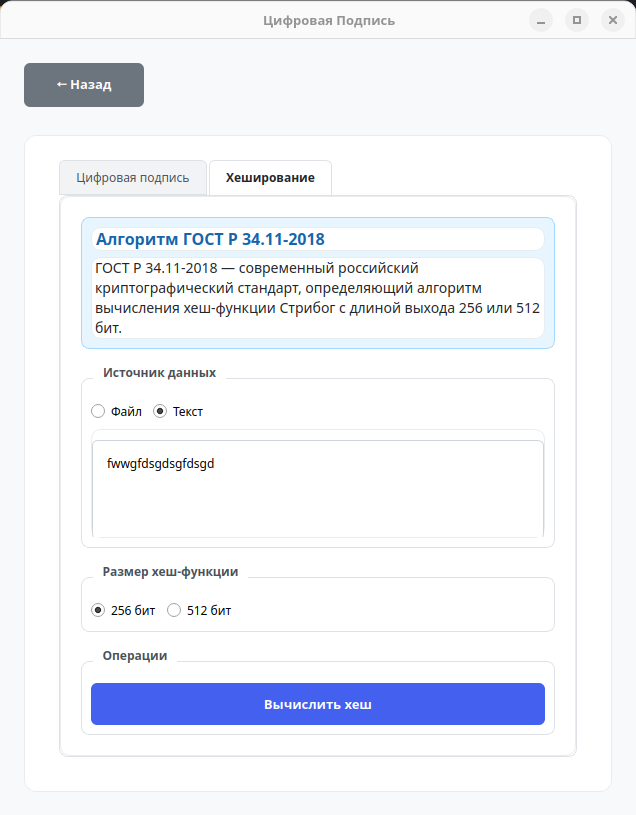 Цифровая Подпись
← Назад
Цифровая подпись
Хеширование
Алгоритм ГОСТ Р 34.11-2018
ГОСТ Р 34.11-2018 — современный российский
криптографический стандарт, определяющий алгоритм
вычисления хеш-функции Стрибог с длиной выхода 256 или 512
бит.
Источник данных
Файл
Текст
fwwgfdsgdsgfdsgd
Размер хеш-функции
256 бит
512 бит
Операции
Вычислить хеш